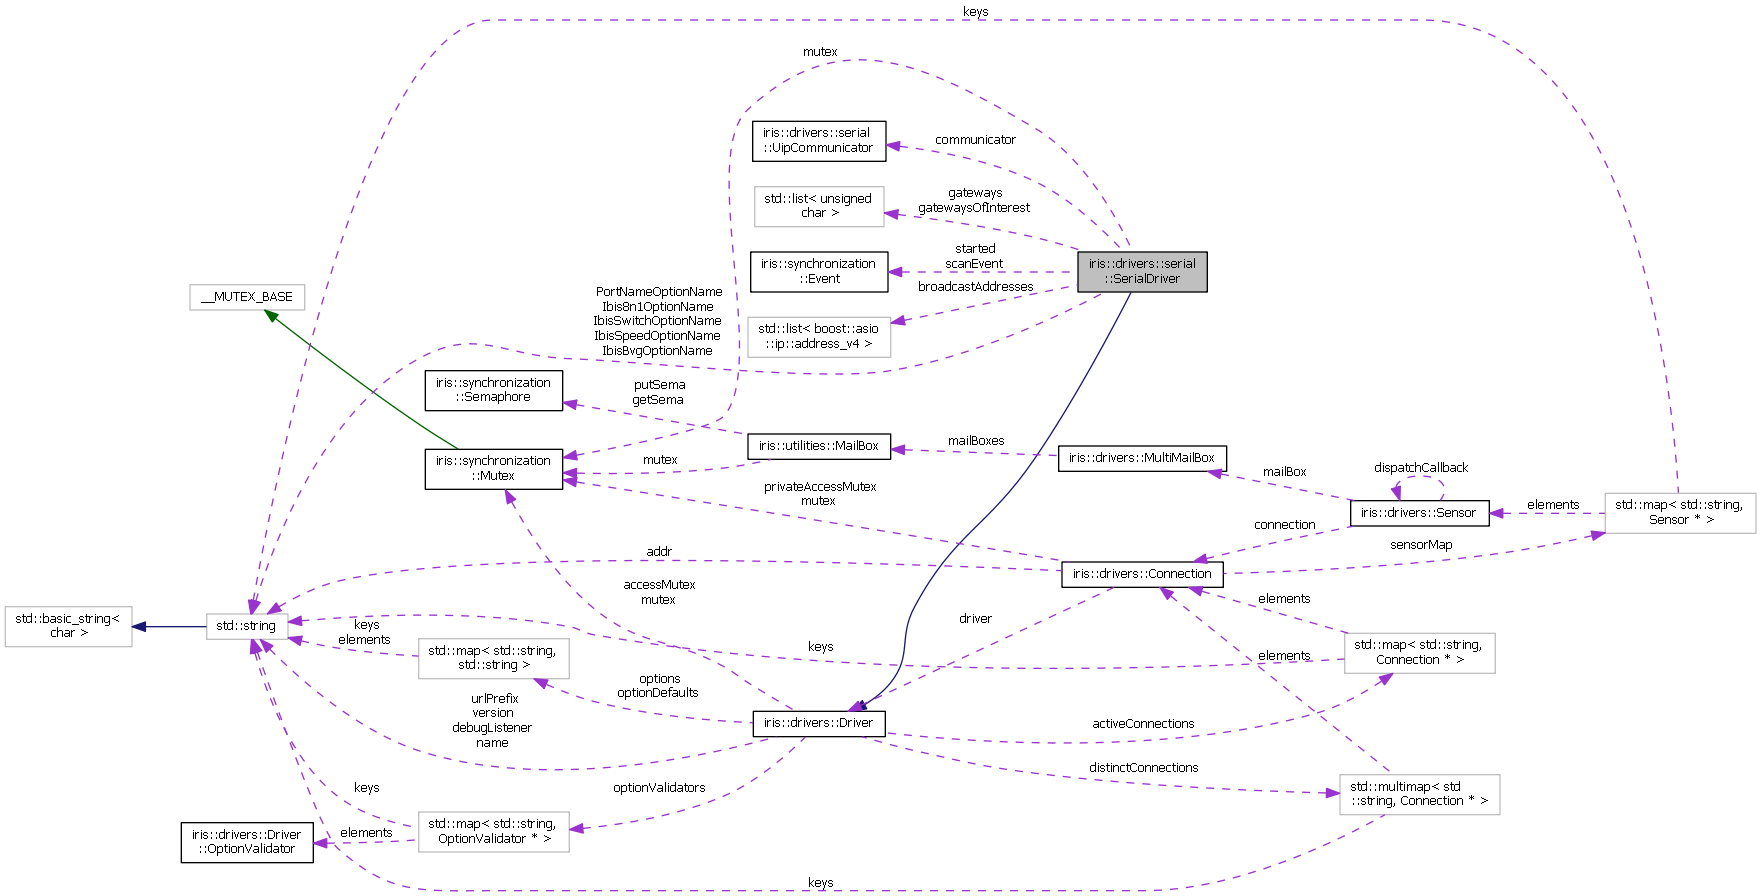 keys
mutex
iris::drivers::serial
::UipCommunicator
communicator
std::list< unsigned
char >
gateways
gatewaysOfInterest
iris::synchronization
::Event
started
scanEvent
iris::drivers::serial
::SerialDriver
broadcastAddresses
std::list< boost::asio
::ip::address_v4 >
__MUTEX_BASE
PortNameOptionName
Ibis8n1OptionName
IbisSwitchOptionName
IbisSpeedOptionName
IbisBvgOptionName
iris::synchronization
::Semaphore
putSema
getSema
iris::utilities::MailBox
mailBoxes
iris::drivers::MultiMailBox
mailBox
dispatchCallback
iris::synchronization
::Mutex
mutex
privateAccessMutex
mutex
iris::drivers::Sensor
elements
std::map< std::string,
Sensor * >
connection
sensorMap
addr
iris::drivers::Connection
accessMutex
mutex
driver
elements
std::basic_string<
char >
std::string
keys
elements
std::map< std::string,
std::string >
keys
elements
std::map< std::string,
Connection * >
options
optionDefaults
urlPrefix
version
debugListener
name
iris::drivers::Driver
activeConnections
distinctConnections
std::multimap< std
::string, Connection * >
keys
optionValidators
iris::drivers::Driver
::OptionValidator
elements
std::map< std::string,
OptionValidator * >
keys